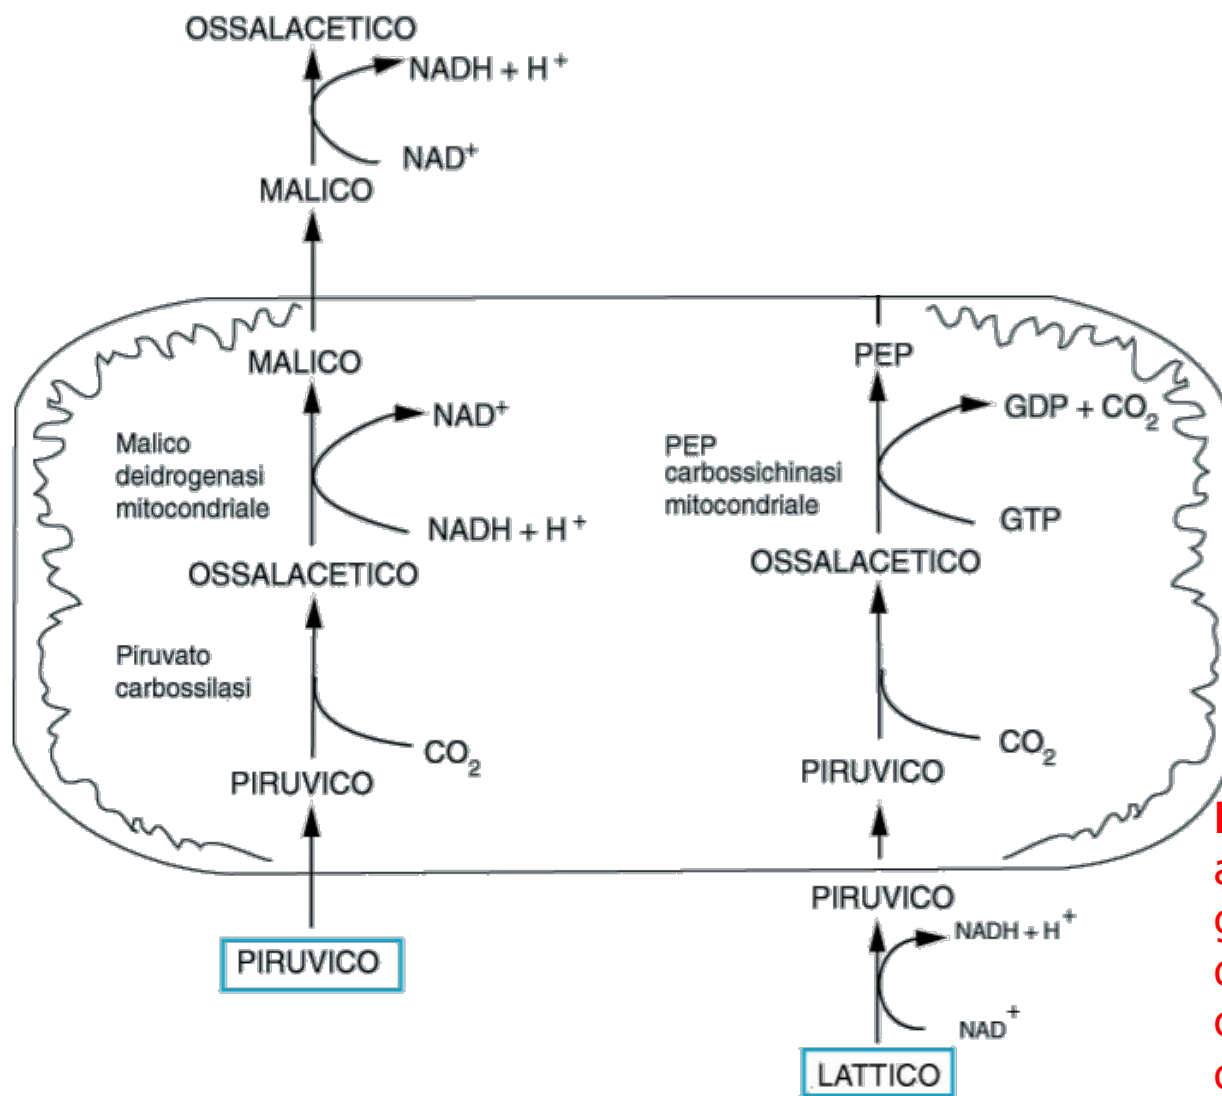 OSSALACETICO
NADH + H+
NAD+
MALICO
MALICO
NAD+
Malico
deidrogenasi
mitocondriale
NADH + H+
OSSALACETICO
Piruvato
carbossilasi
CO2
PIRUVICO
PIRUVICO
PEP
GDP + CO2
PEP
carbossichinasi
mitocondriale
GTP
OSSALACETICO
CO2
PIRUVICO
PIRUVICO
NADH + H+
NAD+
LATTICO